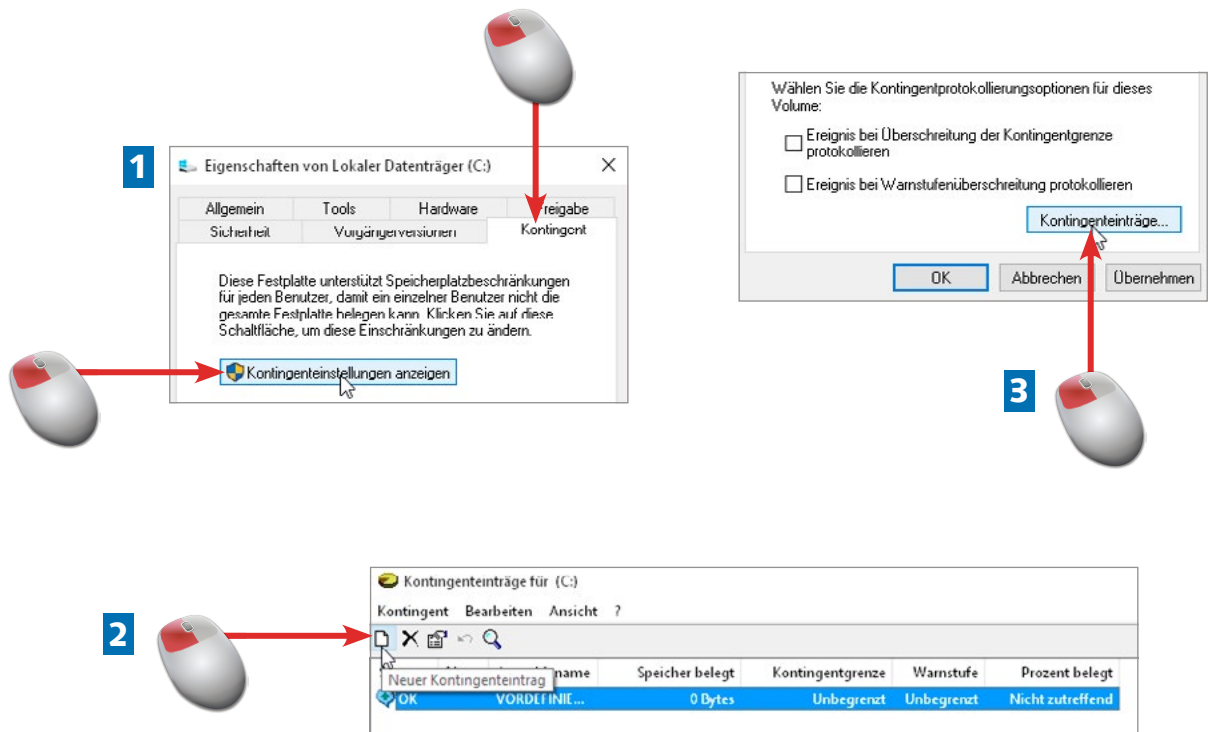 1
Eigenschaften von Lokaler Datenträger (C:)
Allgemein Tools Hardware
Sicherheit Vorgängerversionen Kontingent
Diese Festplatte unterstützt Speicherplatzbeschränkungen
für jeden Benutzer, damit ein einzelner Benutzer nicht die
gesamte Festplatte belegen kann. Klicken Sie auf diese
Schaltfläche, um diese Einschränkungen zu ändern.
Kontingenteinstellungen anzeigen
Wählen Sie die Kontingentprotokollierungsoptionen für dieses
Volume:
Ereignis bei Überschreitung der Kontingentgrenze
protokollieren
Ereignis bei Warnstufenüberschreitung protokollieren
Kontingenteinträge...
OK Abbrechen Übernehmen
3
2
Kontingenteinträge für (C:)
Kontingent Bearbeiten Ansicht ?
name Speicher belegt Kontingentgrenze Warnstufe Prozent belegt
Neuer Kontingenteintrag
OK VORDEFINIE... 0 Bytes Unbegrenzt Unbegrenzt Nicht zutreffend